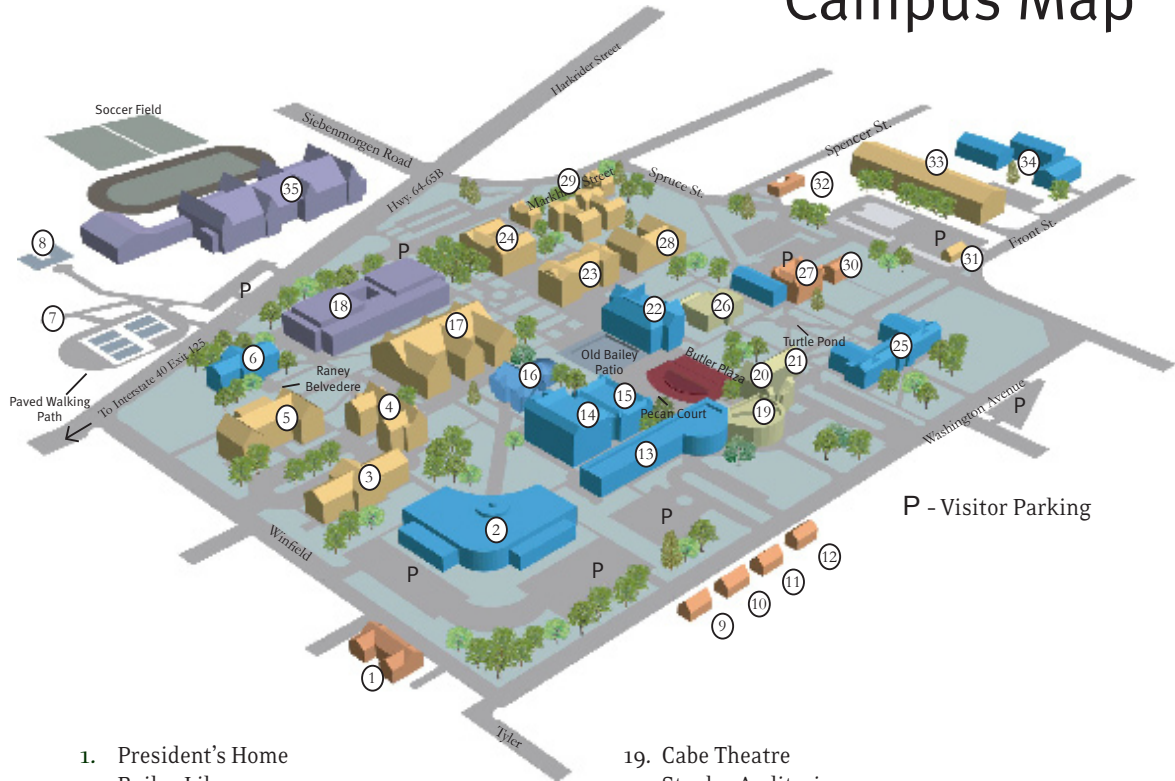 Campus Map
Harkrider Street
Soccer Field
Siebenmorgen Road
Spencer St.
33
34
29
Spruce St.
32
35
Markham Street
Hwy. 64-65B
8
24
28
P
P
Front St.
31
23
P
27
30
P
18
22
26
7
17
Turtle Pond
To Interstate 40 Exit 125
6
Old Bailey
Patio
Butler Plaza
21
25
Raney
Belvedere
16
20
15
Paved Walking
Path
5
4
14
Pecan Court
19
Washington Avenue
P
13
3
P - Visitor Parking
2
P
Winfield
P
P
12
11
10
9
1
Tyler
1. President's Home
19. Cabe Theatre